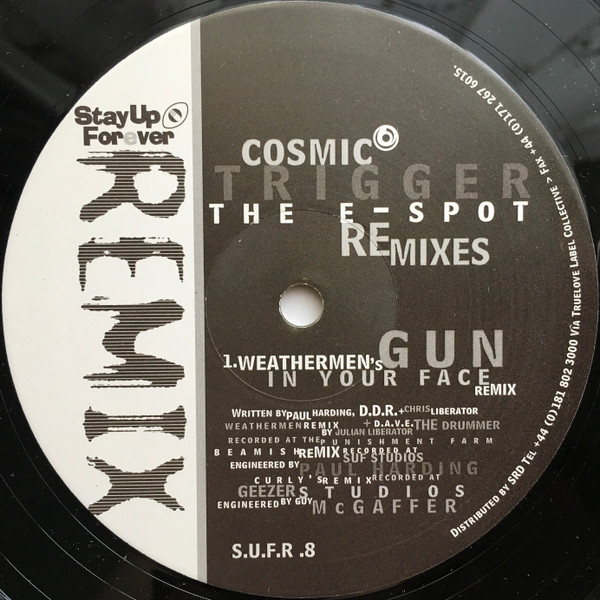 Stay Up
Forever
REMIX
COSMIC
TRIGGER
THE E-SPOT
REMIXES
1. WEATHERMEN's GUN
IN YOUR FACE
REMIX
WRITTEN BY PAUL HARDING, D.D.R. + CHRIS LIBERATOR
WEATHERMEN REMIX + D.A.V.E. THE DRUMMER
BY JULIAN LIBERATOR
RECORDED AT THE PUNISHMENT FARM
BEAMISH REMIX RECORDED AT
SUF STUDIOS
ENGINEERED BY PAUL HARDING
CURLY'S REMIX RECORDED AT
GEEZERS STUDIOS
ENGINEERED BY GUY McGAFFER
S.U.F.R .8
DISTRIBUTED BY SRD TEL +44 (0)181 802 3000 VIA TRUELOVE LABEL COLLECTIVE > FAX +44 (0)171 267 6015.